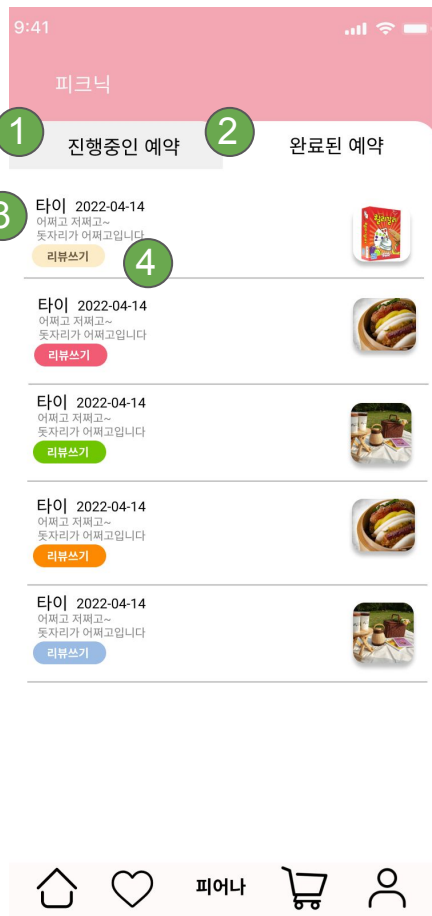 9:41
피크닉
1
진행중인 예약
2
완료된 예약
3
타이 2022-04-14
어쩌고 저쩌고~
돗자리가 어쩌고입니다
리뷰쓰기
4
타이 2022-04-14
어쩌고 저쩌고~
돗자리가 어쩌고입니다
리뷰쓰기
타이 2022-04-14
어쩌고 저쩌고~
돗자리가 어쩌고입니다
리뷰쓰기
타이 2022-04-14
어쩌고 저쩌고~
돗자리가 어쩌고입니다
리뷰쓰기
타이 2022-04-14
어쩌고 저쩌고~
돗자리가 어쩌고입니다
리뷰쓰기
피어나